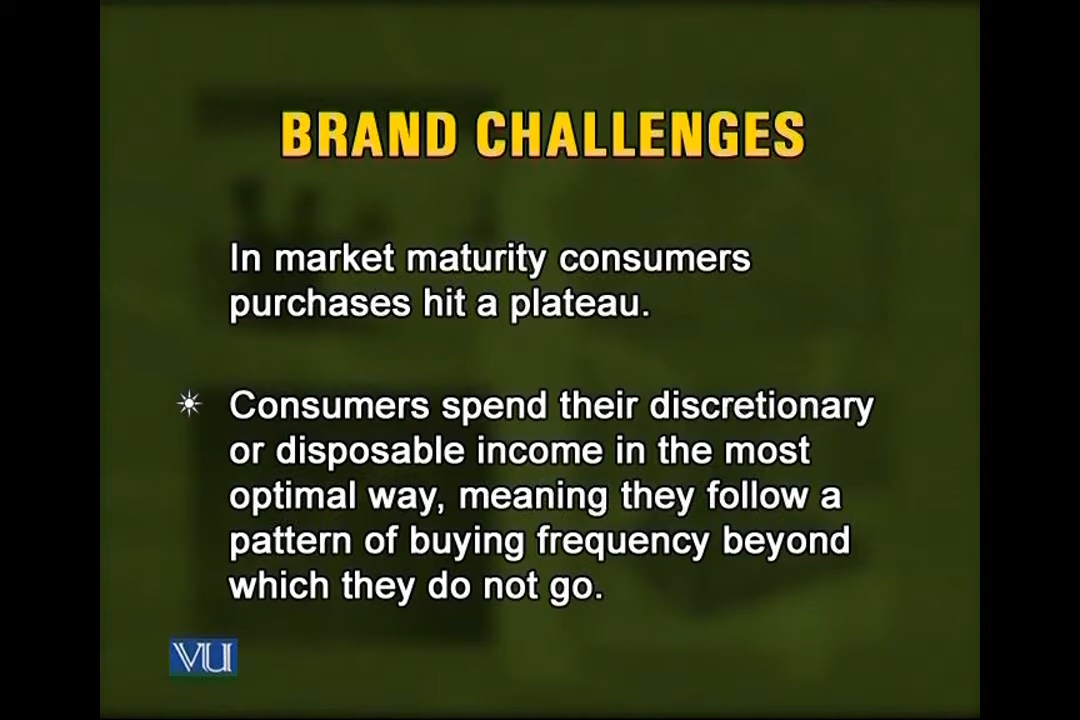 BRAND CHALLENGES
In market maturity consumers
purchases hit a plateau.
Consumers spend their discretionary
or disposable income in the most
optimal way, meaning they follow a
pattern of buying frequency beyond
which they do not go.
VU